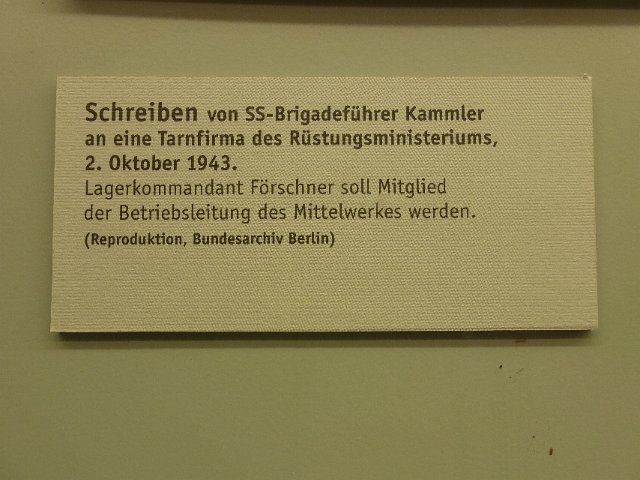 Schreiben von SS-Brigadeführer Kammler
an eine Tarnfirma des Rüstungsministeriums,
2. Oktober 1943.
Lagerkommandant Förschner soll Mitglied
der Betriebsleitung des Mittelwerkes werden.
(Reproduktion, Bundesarchiv Berlin)